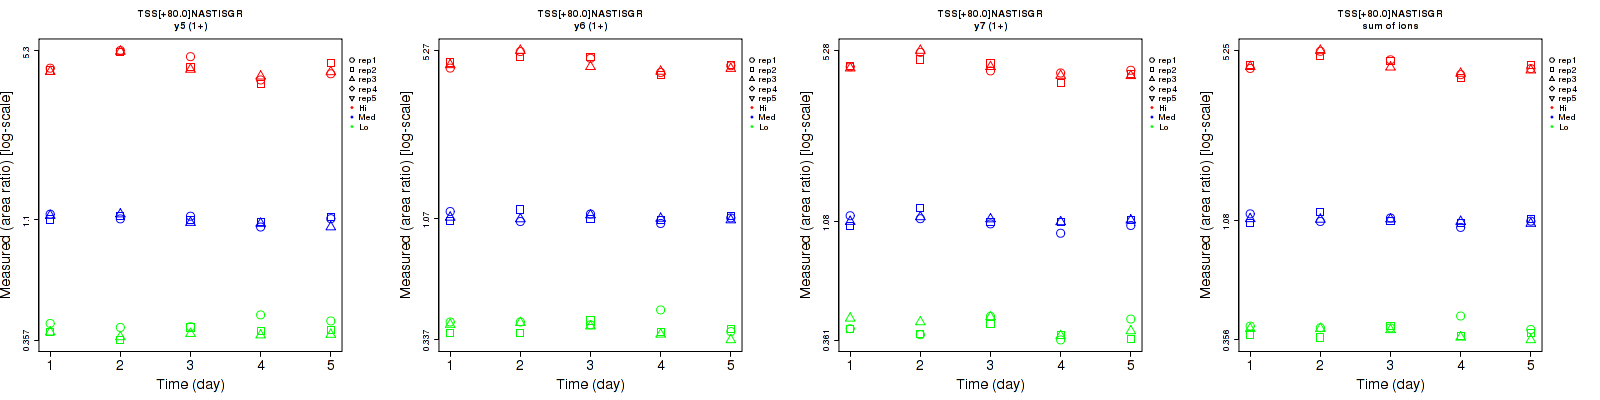 TSS[+80.0]NASTISGR
y5 (1+)
Measured (area ratio) [log-scale]
5.3
1.1
0.357
1 2 3 4 5
Time (day)
rep1
rep2
rep3
rep4
rep5
Hi
Med
Lo
TSS[+80.0]NASTISGR
y6 (1+)
Measured (area ratio) [log-scale]
5.27
1.07
0.337
1 2 3 4 5
Time (day)
rep1
rep2
rep3
rep4
rep5
Hi
Med
Lo
TSS[+80.0]NASTISGR
y7 (1+)
Measured (area ratio) [log-scale]
5.28
1.08
0.361
1 2 3 4 5
Time (day)
rep1
rep2
rep3
rep4
rep5
Hi
Med
Lo
TSS[+80.0]NASTISGR
sum of ions
Measured (area ratio) [log-scale]
5.25
1.08
0.356
1 2 3 4 5
Time (day)
rep1
rep2
rep3
rep4
rep5
Hi
Med
Lo